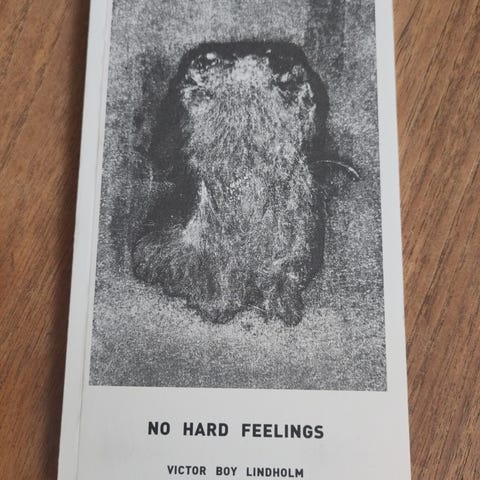 NO HARD FEELINGS
VICTOR BOY LINDHOLM